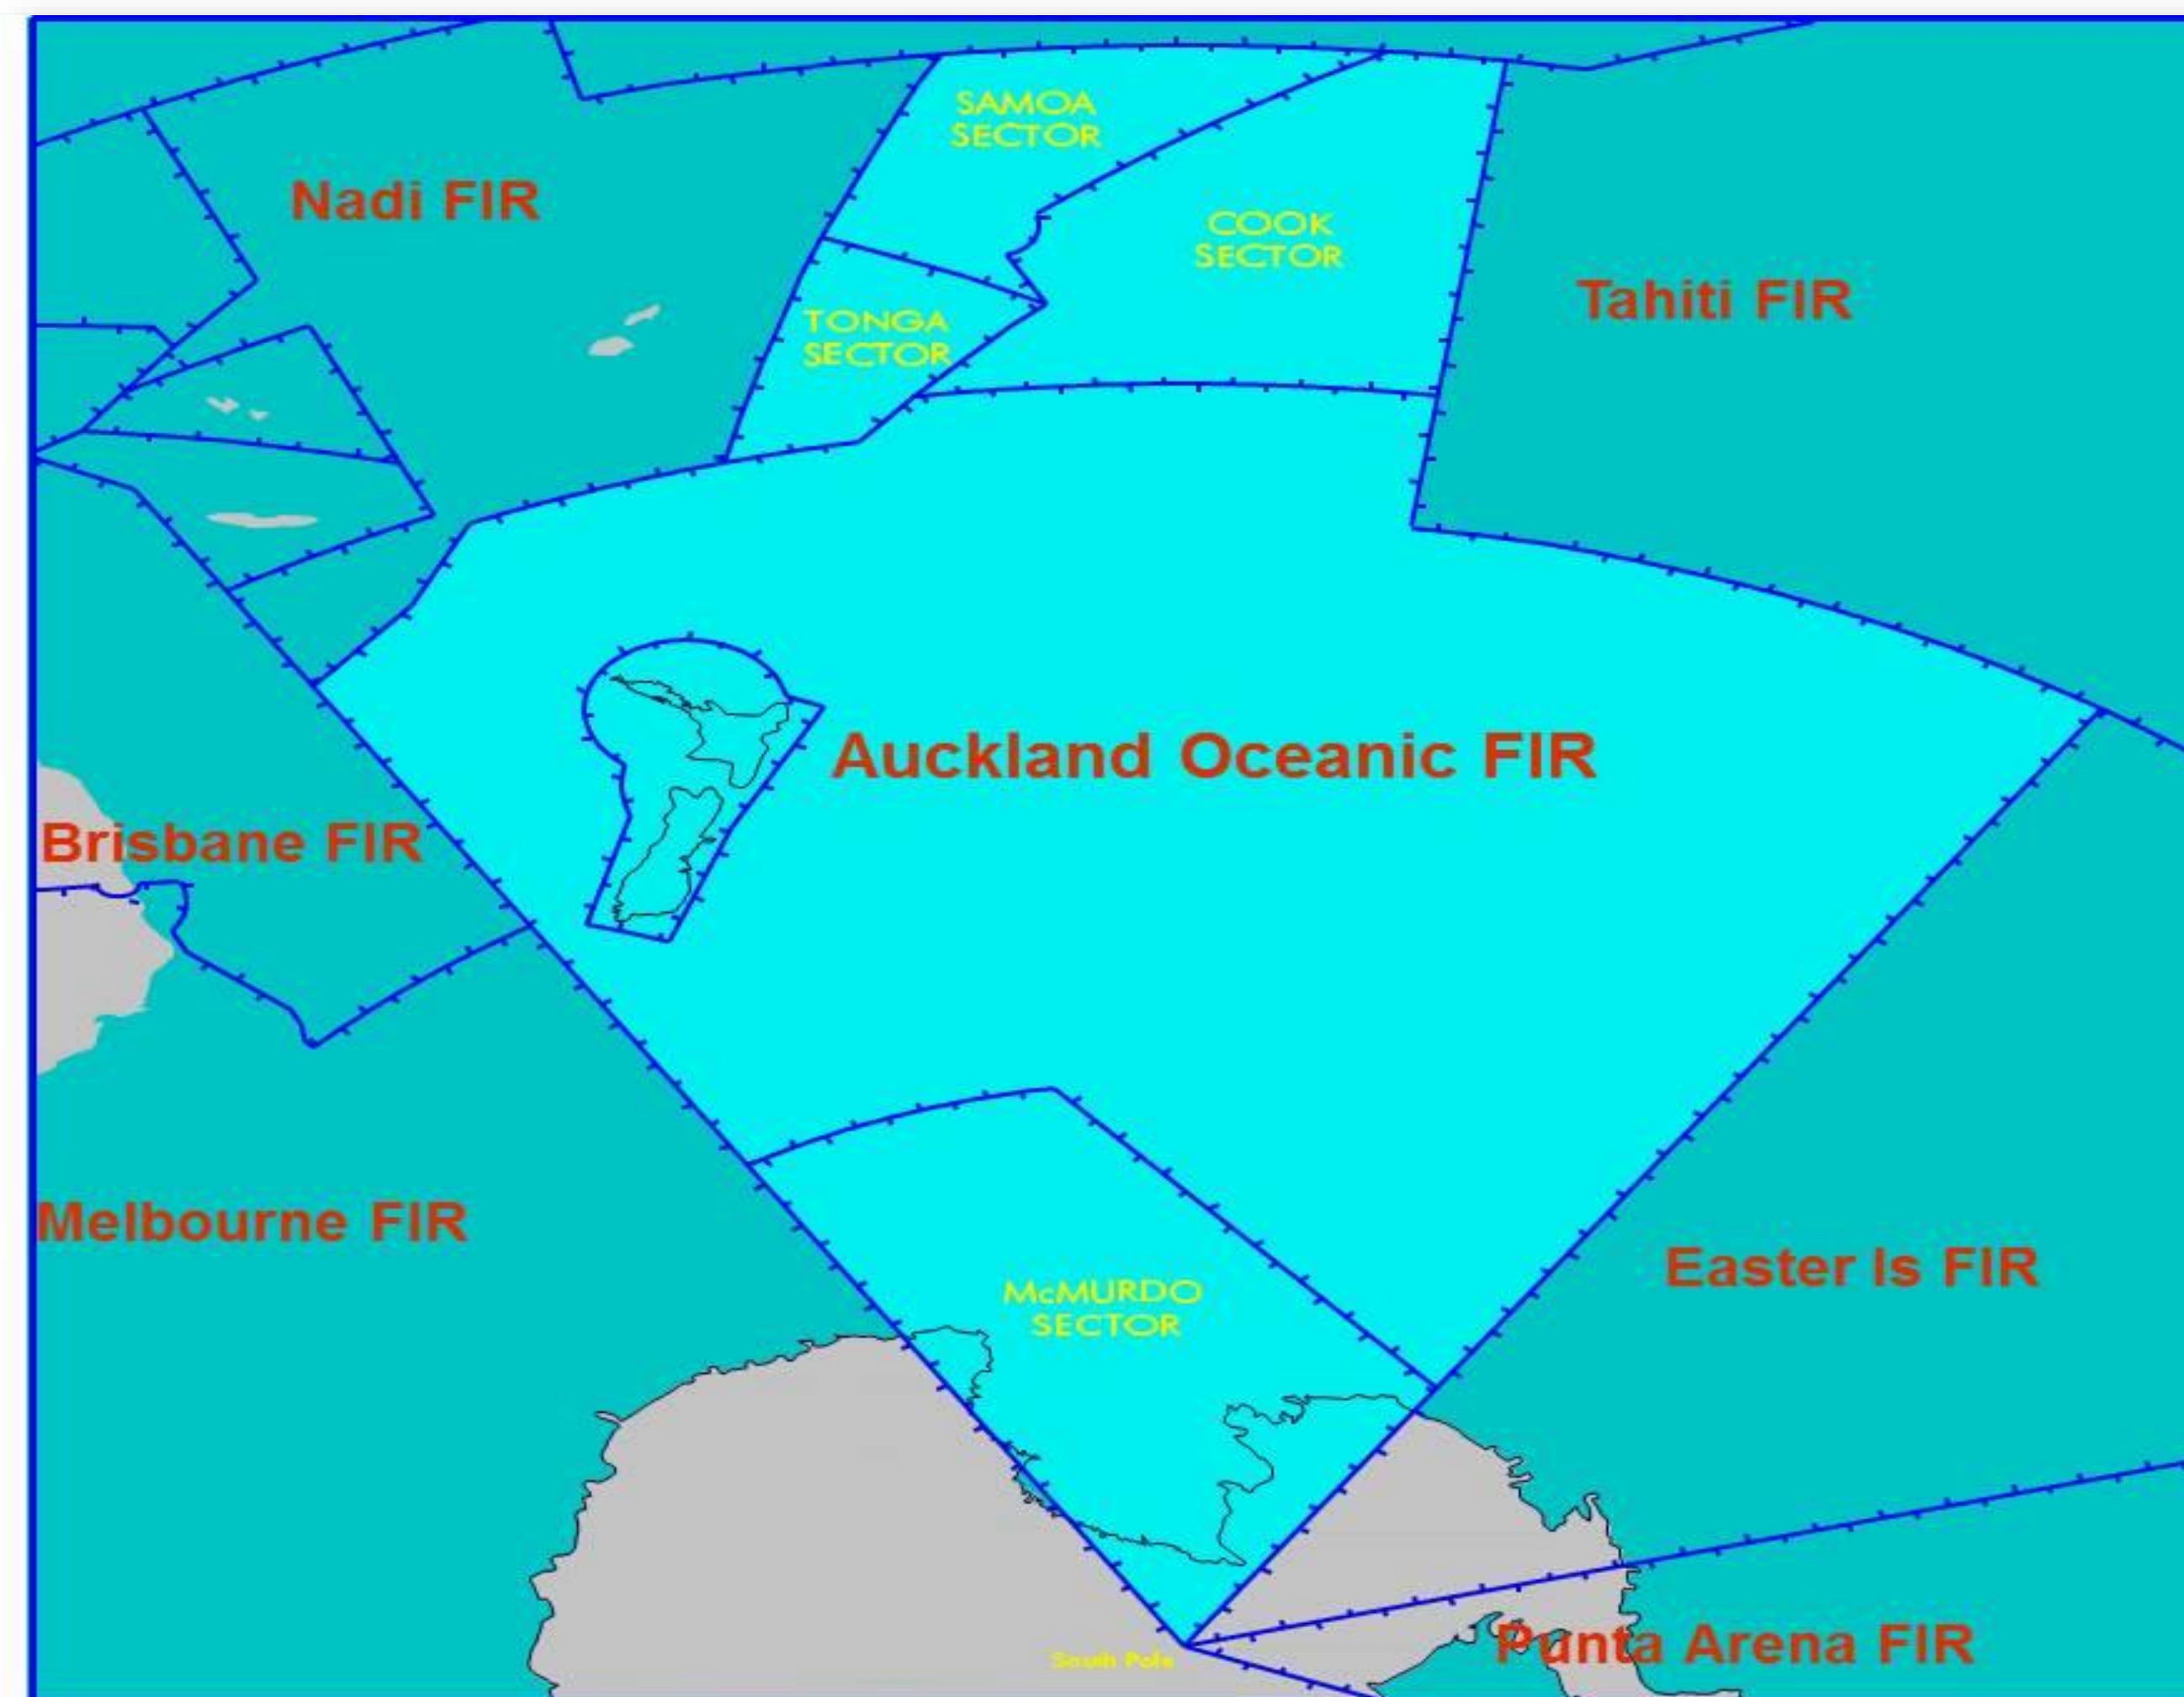 SAMOA
SECTOR
Nadi FIR
COOK
SECTOR
Tahiti FIR
TONGA
SECTOR
Auckland Oceanic FIR
Brisbane FIR
Melbourne FIR
Easter Is FIR
McMURDO
SECTOR
Punta Arena FIR
South Pole